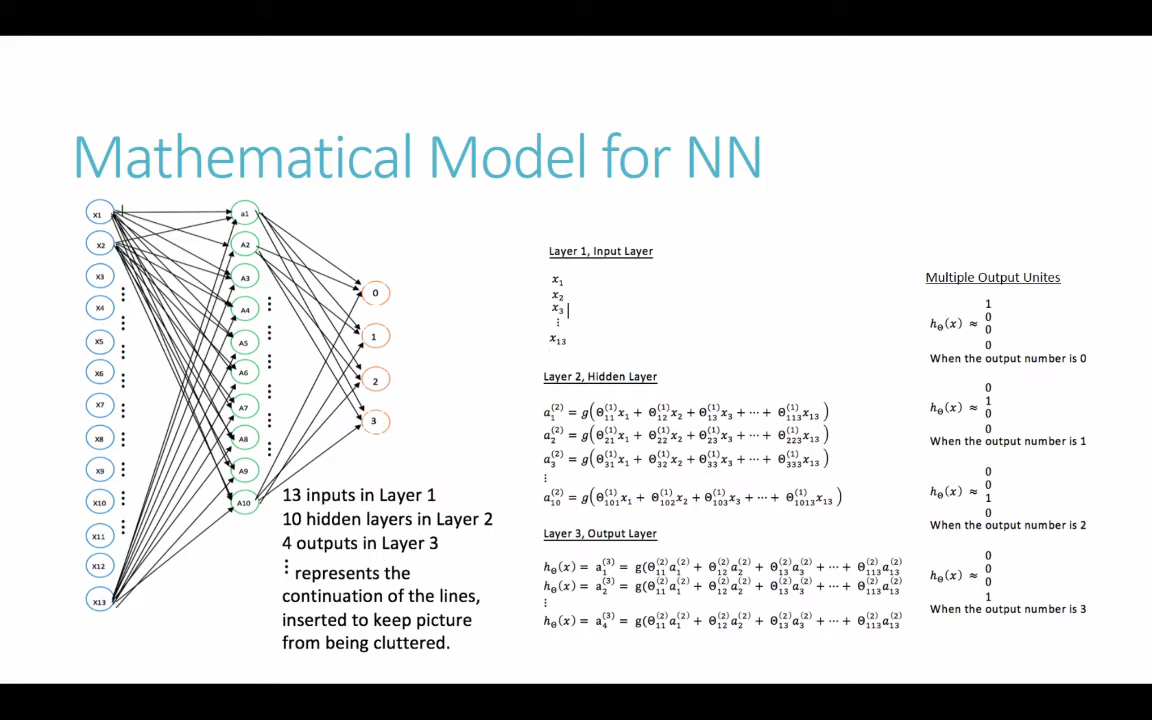 Mathematical Model for NN
X1
X2
X3
X4
X5
X6
X7
X8
X9
X10
X11
X12
X13
a1
A2
A3
A4
A5
A6
A7
A8
A9
A10
0
1
2
3
13 inputs in Layer 1
10 hidden layers in Layer 2
4 outputs in Layer 3
⋮ represents the
continuation of the lines,
inserted to keep picture
from being cluttered.
Layer 1, Input Layer
x₁
x₂
x₃
⋮
x₁₃
Layer 2, Hidden Layer
a₁⁽²⁾ = g(Θ₁₁⁽¹⁾x₁ + Θ₁₂⁽¹⁾x₂ + Θ₁₃⁽¹⁾x₃ + ⋯ + Θ₁₁₃⁽¹⁾x₁₃)
a₂⁽²⁾ = g(Θ₂₁⁽¹⁾x₁ + Θ₂₂⁽¹⁾x₂ + Θ₂₃⁽¹⁾x₃ + ⋯ + Θ₂₂₃⁽¹⁾x₁₃)
a₃⁽²⁾ = g(Θ₃₁⁽¹⁾x₁ + Θ₃₂⁽¹⁾x₂ + Θ₃₃⁽¹⁾x₃ + ⋯ + Θ₃₃₃⁽¹⁾x₁₃)
⋮
a₁₀⁽²⁾ = g(Θ₁₀₁⁽¹⁾x₁ + Θ₁₀₂⁽¹⁾x₂ + Θ₁₀₃⁽¹⁾x₃ + ⋯ + Θ₁₀₁₃⁽¹⁾x₁₃)
Layer 3, Output Layer
h_Θ(x) = a₁⁽³⁾ = g(Θ₁₁⁽²⁾a₁⁽²⁾ + Θ₁₂⁽²⁾a₂⁽²⁾ + Θ₁₃⁽²⁾a₃⁽²⁾ + ⋯ + Θ₁₁₃⁽²⁾a₁₃⁽²⁾
h_Θ(x) = a₂⁽³⁾ = g(Θ₁₁⁽²⁾a₁⁽²⁾ + Θ₁₂⁽²⁾a₂⁽²⁾ + Θ₁₃⁽²⁾a₃⁽²⁾ + ⋯ + Θ₁₁₃⁽²⁾a₁₃⁽²⁾
⋮
h_Θ(x) = a₄⁽³⁾ = g(Θ₁₁⁽²⁾a₁⁽²⁾ + Θ₁₂⁽²⁾a₂⁽²⁾ + Θ₁₃⁽²⁾a₃⁽²⁾ + ⋯ + Θ₁₁₃⁽²⁾a₁₃⁽²⁾
Multiple Output Unites
1
0
h_Θ(x) ≈
0
0
When the output number is 0
0
1
h_Θ(x) ≈
0
0
When the output number is 1
0
0
h_Θ(x) ≈
1
0
When the output number is 2
0
0
h_Θ(x) ≈
0
1
When the output number is 3